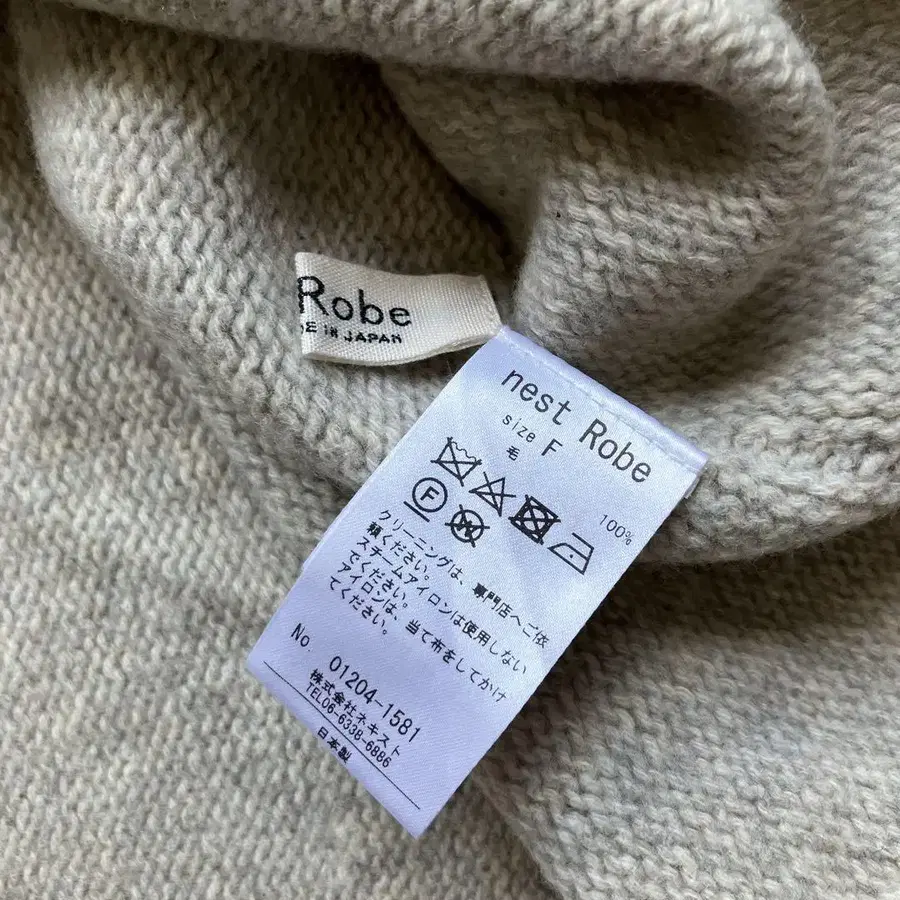 Robe
DE IN JAPAN
nest Robe
size F
毛 100%
F
W
クリーニングは、専門店へご依
頼ください。
スチームアイロンは使用しない
でください。
アイロンは、当て布をしてかけ
てください。
No. 01204-1581
株式会社ネキスト
TEL06-6338-6886
日本製